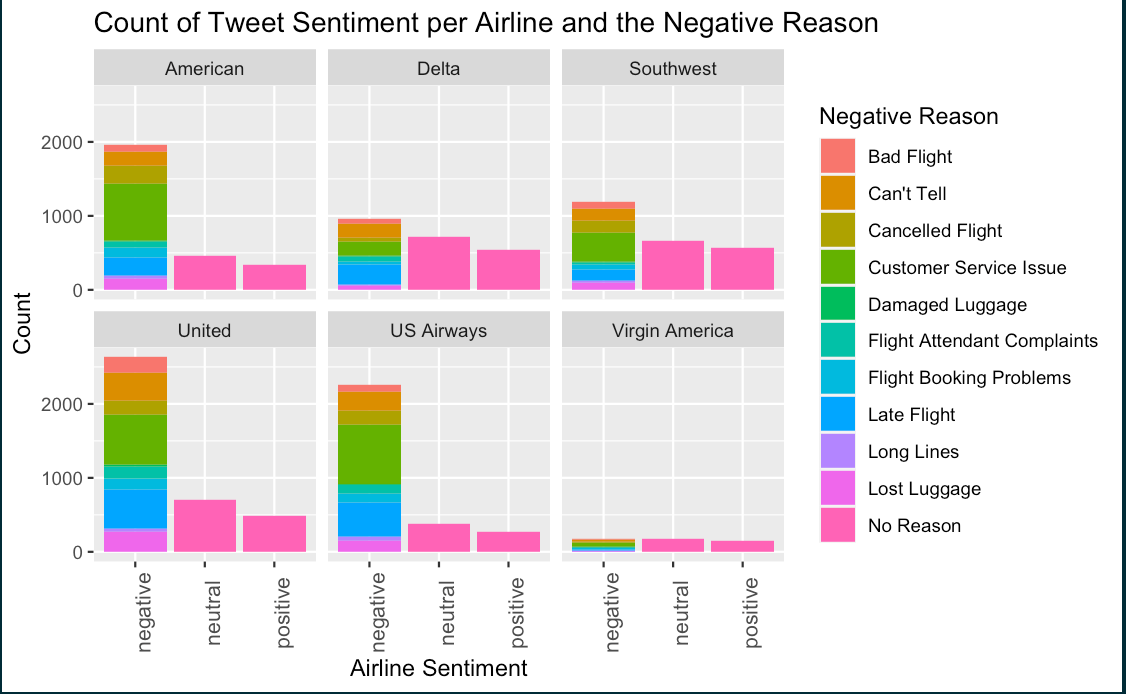 Count of Tweet Sentiment per Airline and the Negative Reason
American
Delta
Southwest
2000
1000
0
United
US Airways
Virgin America
2000
1000
0
Count
negative
neutral
positive
negative
neutral
positive
negative
neutral
positive
Airline Sentiment
Negative Reason
Bad Flight
Can't Tell
Cancelled Flight
Customer Service Issue
Damaged Luggage
Flight Attendant Complaints
Flight Booking Problems
Late Flight
Long Lines
Lost Luggage
No Reason